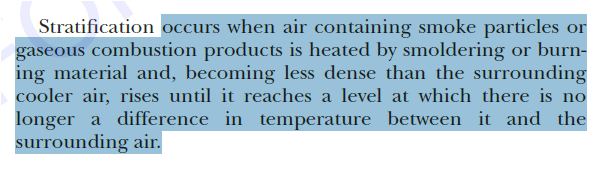 Stratification occurs when air containing smoke particles or
gaseous combustion products is heated by smoldering or burn-
ing material and, becoming less dense than the surrounding
cooler air, rises until it reaches a level at which there is no
longer a difference in temperature between it and the
surrounding air.